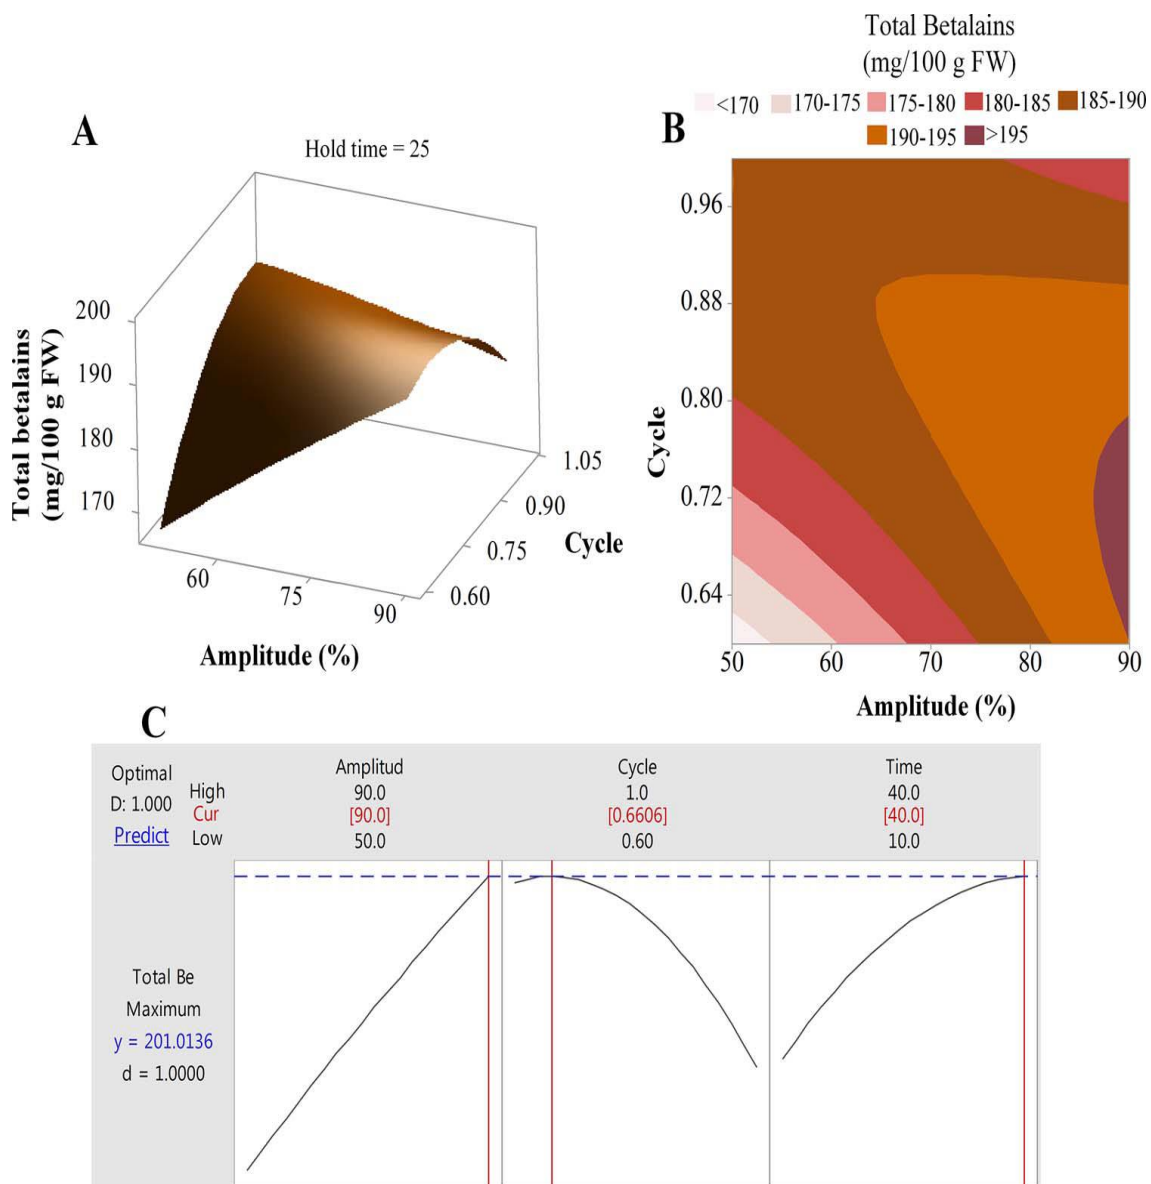 A
Hold time = 25
200
190
180
170
Total betalains
(mg/100 g FW)
60
75
90
Amplitude (%)
0.60
0.75
0.90
1.05
Cycle
Total Betalains
(mg/100 g FW)
<170 170-175 175-180 180-185 185-190
190-195 >195
B
0.96
0.88
0.80
0.72
0.64
Cycle
50 60 70 80 90
Amplitude (%)
C
Optimal
D: 1.000
Predict
High
Cur
Low
Amplitud
90.0
[90.0]
50.0
Cycle
1.0
[0.6606]
0.60
Time
40.0
[40.0]
10.0
Total Be
Maximum
y = 201.0136
d = 1.0000